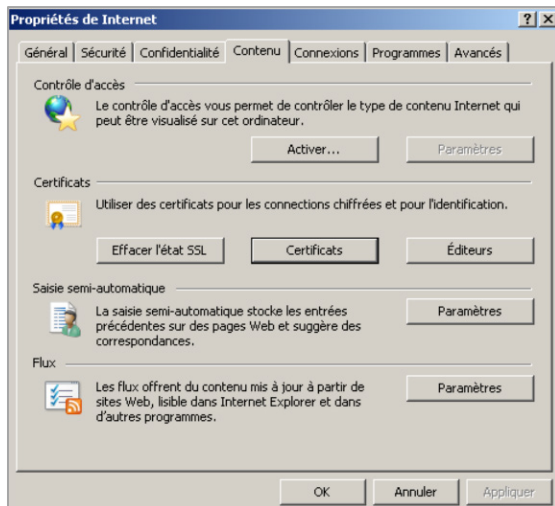 Propriétés de Internet
Général Sécurité Confidentialité Contenu Connexions Programmes Avancés
Contrôle d'accès
Le contrôle d'accès vous permet de contrôler le type de contenu Internet qui
peut être visualisé sur cet ordinateur.
Activer... Paramètres
Certificats
Utiliser des certificats pour les connections chiffrées et pour l'identification.
Effacer l'état SSL Certificats Éditeurs
Saisie semi-automatique
La saisie semi-automatique stocke les entrées
précédentes sur des pages Web et suggère des
correspondances.
Paramètres
Flux
Les flux offrent du contenu mis à jour à partir de
sites Web, lisible dans Internet Explorer et dans
d'autres programmes.
Paramètres
OK Annuler Appliquer